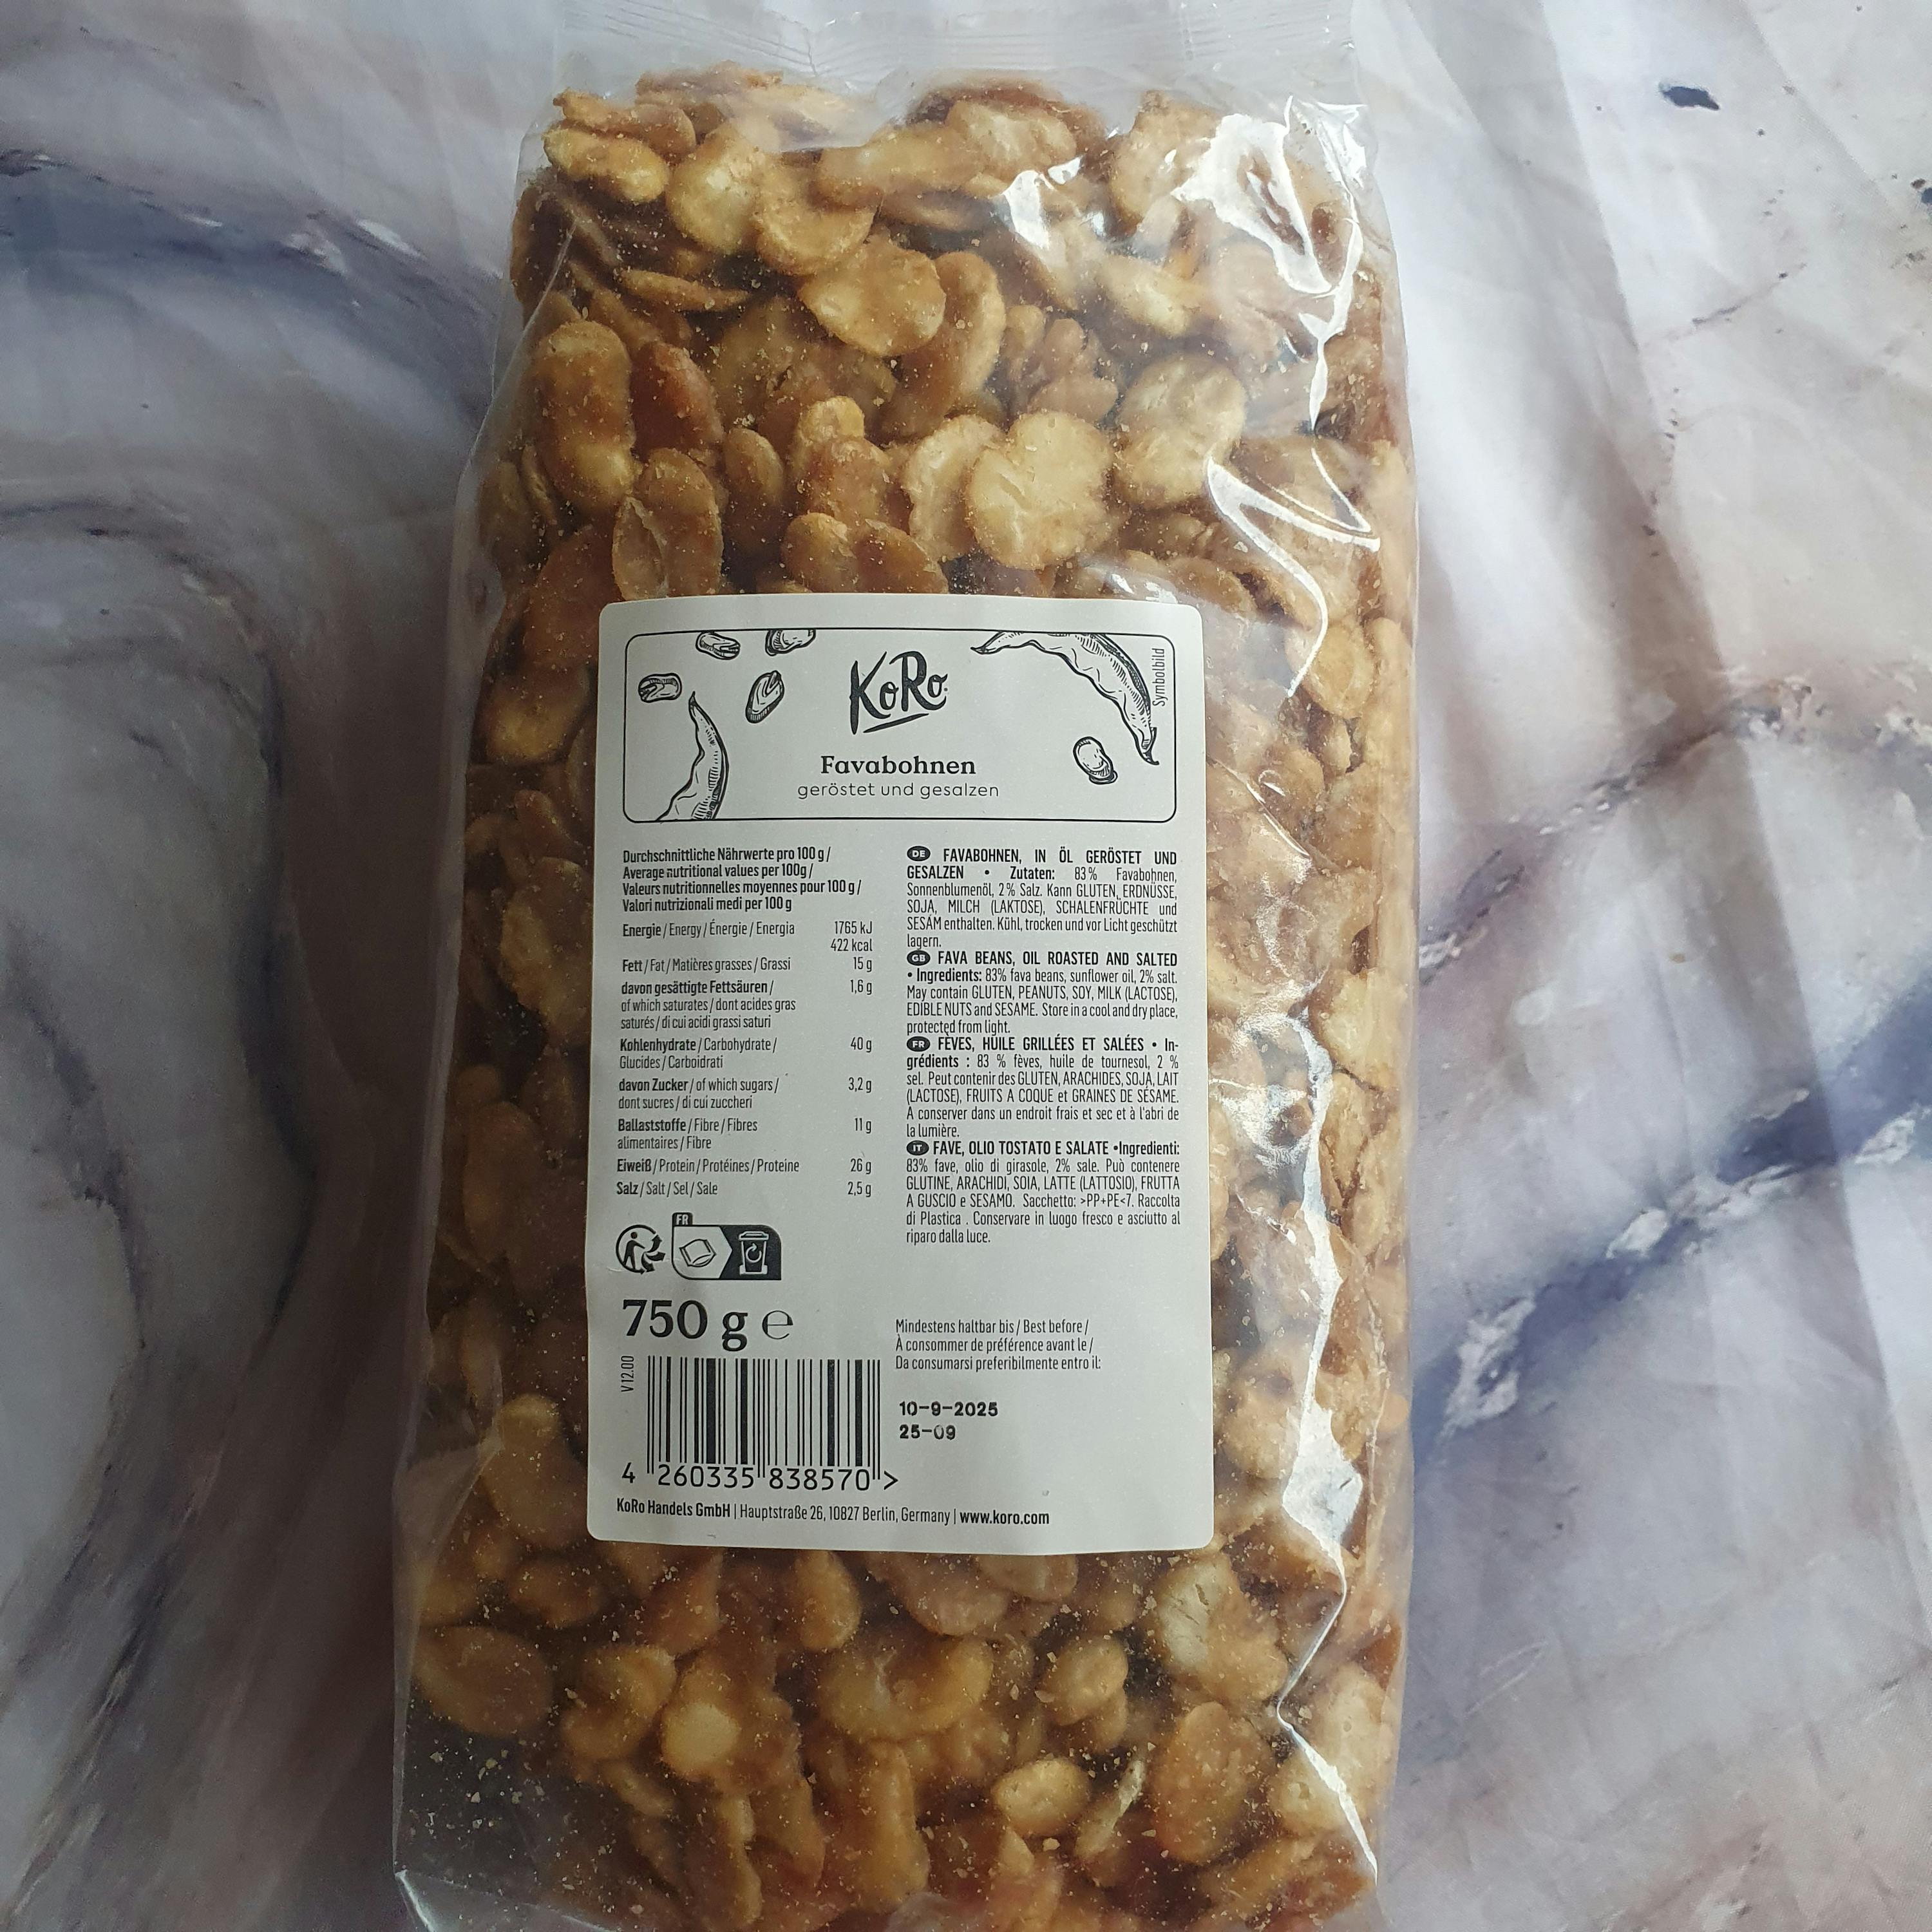 KoRo
Symbolbild
Favabohnen
geröstet und gesalzen
Durchschnittliche Nährwerte pro 100 g /
Average nutritional values per 100g /
Valeurs nutritionnelles moyennes pour 100 g /
Valori nutrizionali medi per 100 g
Energie / Energy / Énergie / Energia 1765 kJ
422 kcal
Fett / Fat / Matières grasses / Grassi 15 g
davon gesättigte Fettsäuren / 1,6 g
of which saturates / dont acides gras
saturés / di cui acidi grassi saturi
Kohlenhydrate / Carbohydrate / 40 g
Glucides / Carboidrati
davon Zucker / of which sugars / 3,2 g
dont sucres / di cui zuccheri
Ballaststoffe / Fibre / Fibres 11 g
alimentaires / Fibre
Eiweiß / Protein / Protéines / Proteine 26 g
Salz / Salt / Sel / Sale 2,5 g
FR
750 g e
V 12.00
4 260335 838570 >
DE FAVABOHNEN, IN ÖL GERÖSTET UND
GESALZEN • Zutaten: 83% Favabohnen,
Sonnenblumenöl, 2% Salz. Kann GLUTEN, ERDNÜSSE,
SOJA, MILCH (LAKTOSE), SCHALENFRÜCHTE und
SESAM enthalten. Kühl, trocken und vor Licht geschützt
lagern.
GB FAVA BEANS, OIL ROASTED AND SALTED
• Ingredients: 83% fava beans, sunflower oil, 2% salt.
May contain GLUTEN, PEANUTS, SOY, MILK (LACTOSE),
EDIBLE NUTS and SESAME. Store in a cool and dry place,
protected from light.
FR FÈVES, HUILE GRILLÉES ET SALÉES • In-
grédients : 83 % fèves, huile de tournesol, 2 %
sel. Peut contenir des GLUTEN, ARACHIDES, SOJA, LAIT
(LACTOSE), FRUITS A COQUE et GRAINES DE SÉSAME.
A conserver dans un endroit frais et sec et à l'abri de
la lumière.
IT FAVE, OLIO TOSTATO E SALATE •Ingredienti:
83% fave, olio di girasole, 2% sale. Può contenere
GLUTINE, ARACHIDI, SOIA, LATTE (LATTOSIO), FRUTTA
A GUSCIO e SESAMO. Sacchetto: >PP+PE<7. Raccolta
di Plastica . Conservare in luogo fresco e asciutto al
riparo dalla luce.
Mindestens haltbar bis / Best before /
À consommer de préférence avant le /
Da consumarsi preferibilmente entro il:
10-9-2025
25-09
KoRo Handels GmbH | Hauptstraße 26, 10827 Berlin, Germany | www.koro.com